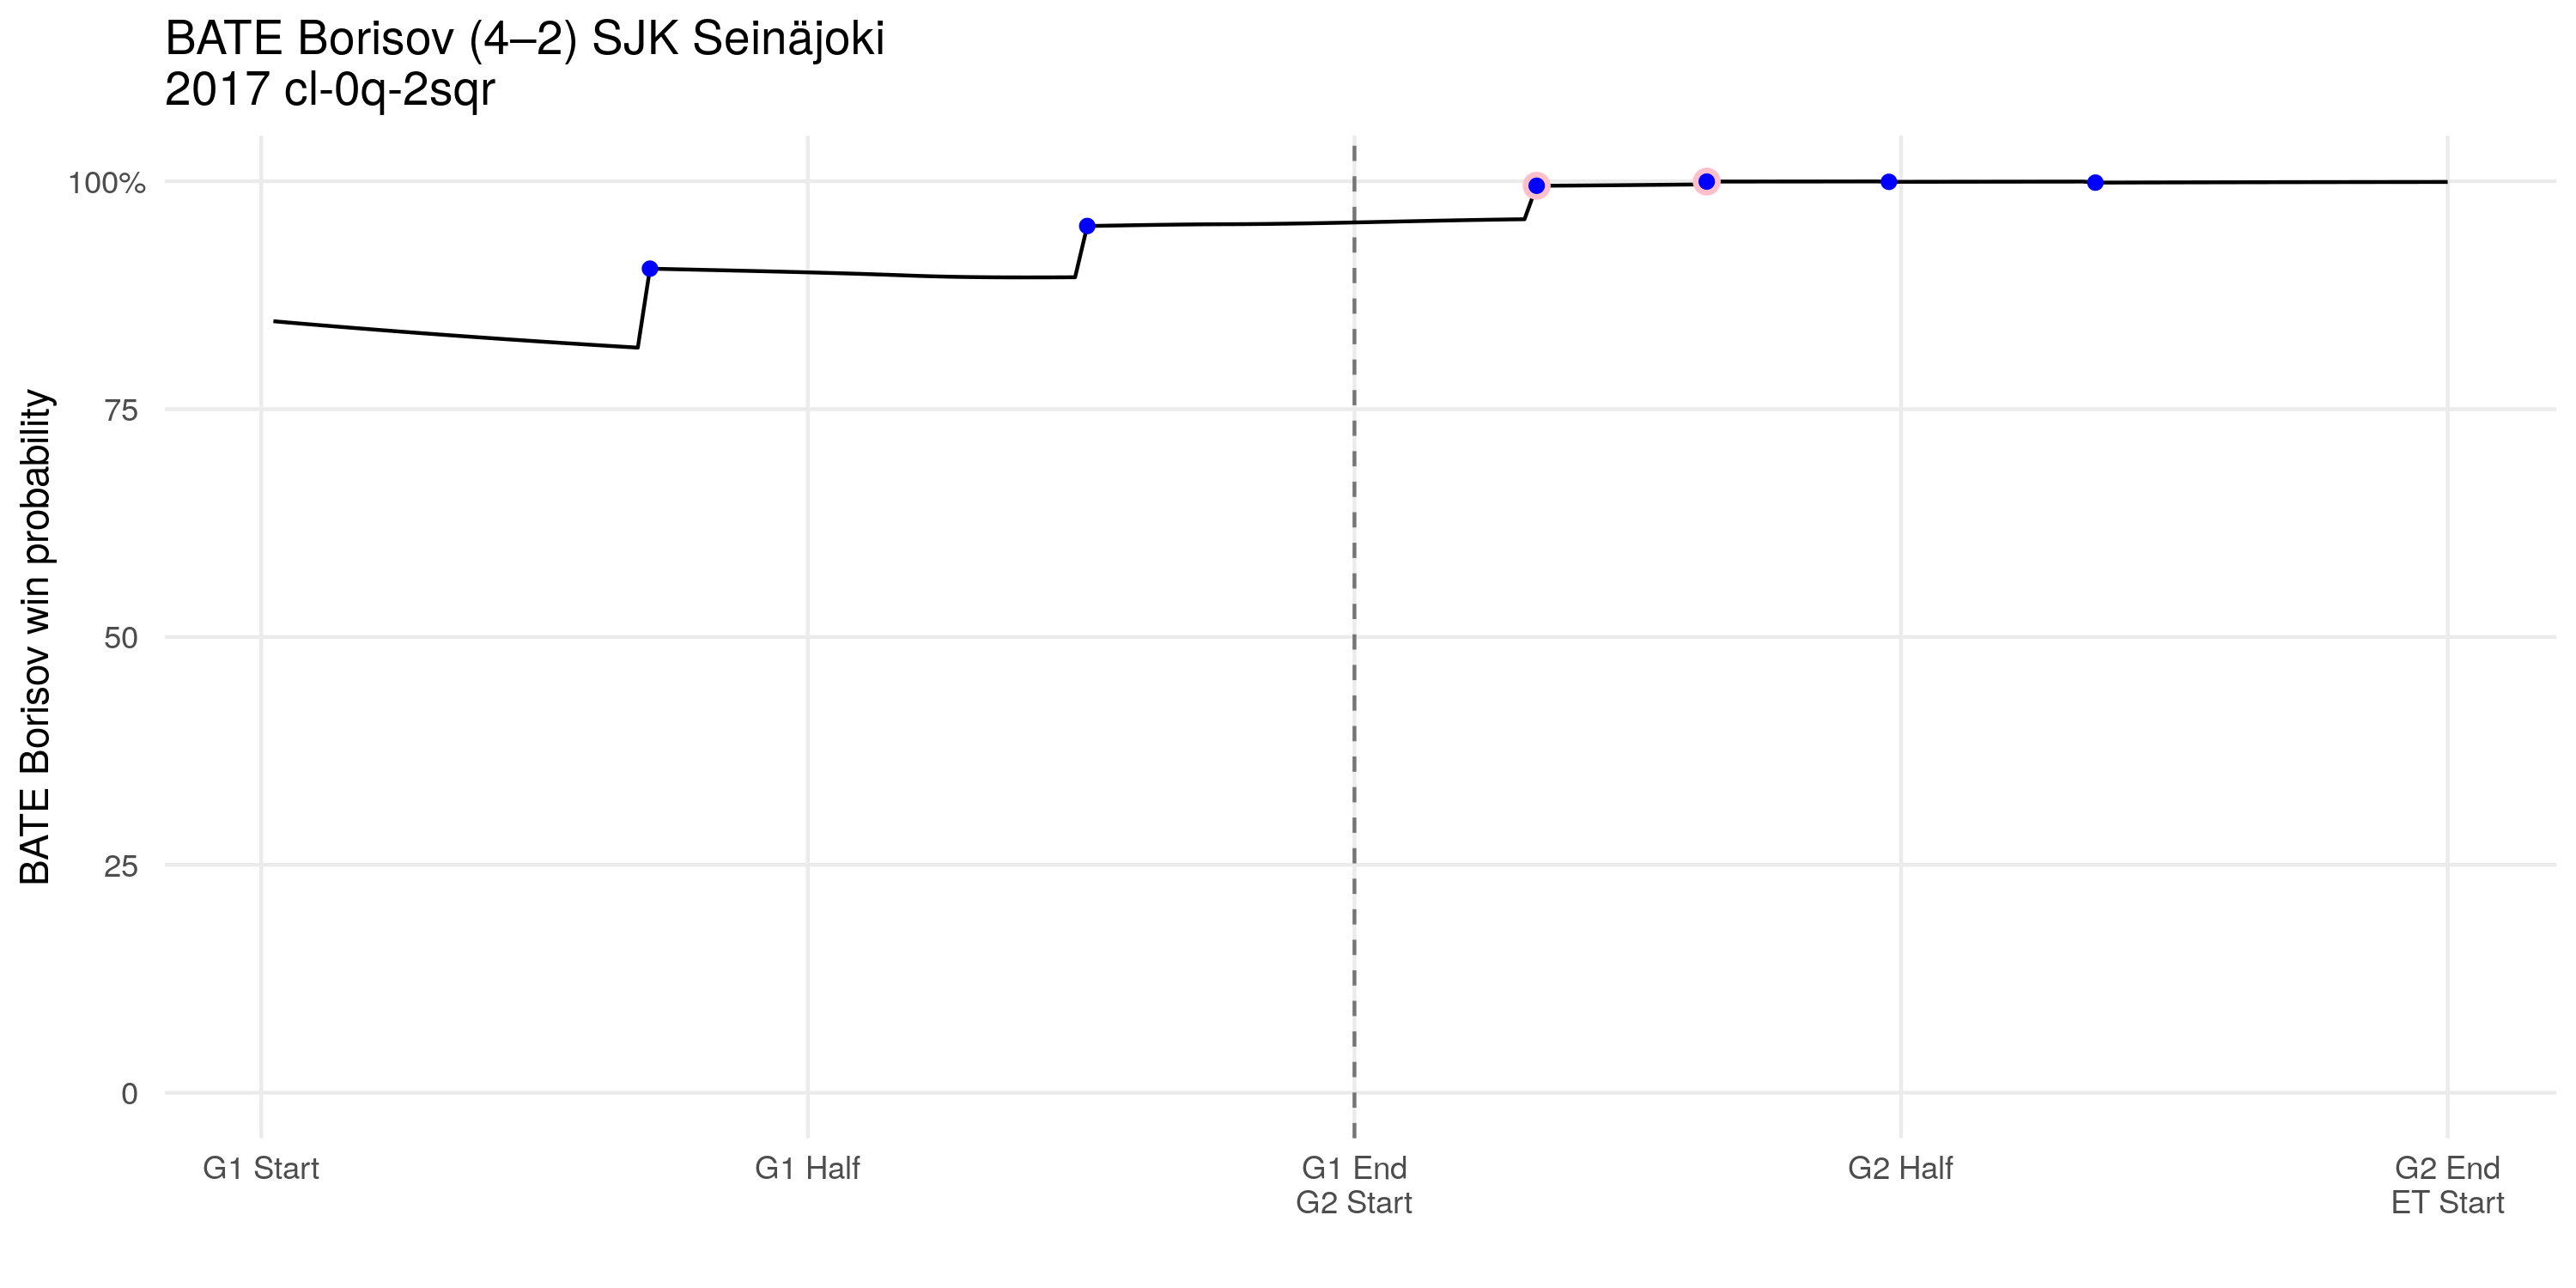 BATE Borisov (4–2) SJK Seinäjoki
2017 cl-0q-2sqr
BATE Borisov win probability
100%
75
50
25
0
G1 Start
G1 Half
G1 End
G2 Start
G2 Half
G2 End
ET Start